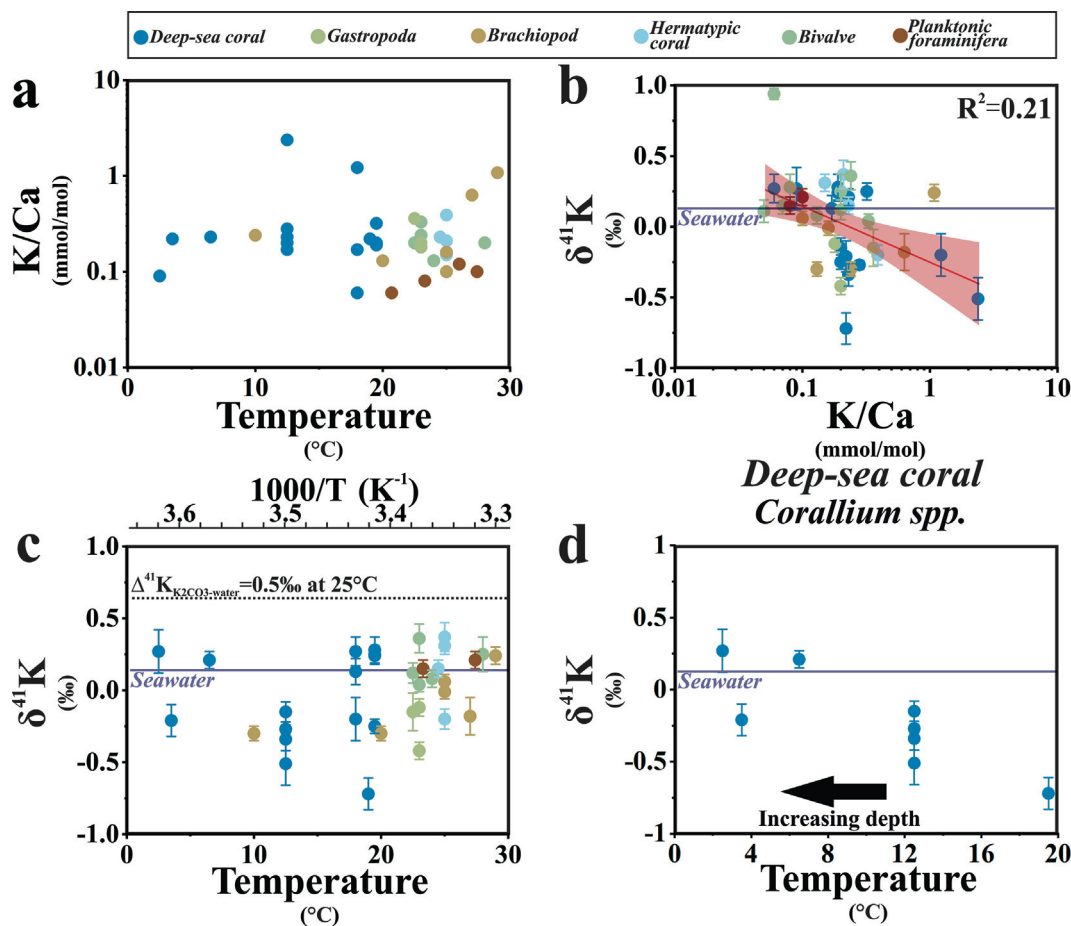 Deep-sea coral
Gastropoda
Brachiopod
Hermatypic
coral
Bivalve
Planktonic
foraminifera
a
10
1
0.1
0.01
K/Ca
(mmol/mol)
0
10
20
30
Temperature
(°C)
b
R²=0.21
1.0
0.5
0.0
-0.5
-1.0
δ⁴¹K
(‰)
Seawater
0.01
0.1
1
10
K/Ca
(mmol/mol)
c
1000/T (K⁻¹)
3.6
3.5
3.4
3.3
Δ⁴¹K K2CO3-water=0.5‰ at 25°C
1.0
0.5
0.0
-0.5
-1.0
δ⁴¹K
(‰)
Seawater
0
10
20
30
Temperature
(°C)
Deep-sea coral
Corallium spp.
d
1
0.5
0
-0.5
-1
δ⁴¹K
(‰)
Seawater
Increasing depth
0
4
8
12
16
20
Temperature
(°C)